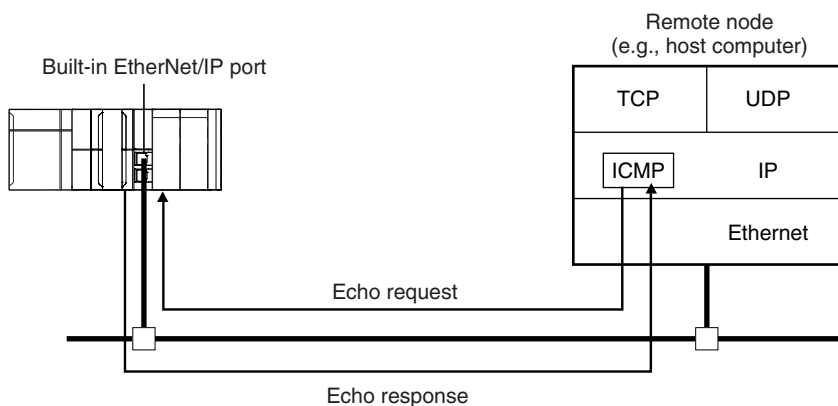 Remote node
(e.g., host computer)
Built-in EtherNet/IP port
TCP
UDP
ICMP
IP
Ethernet
Echo request
Echo response